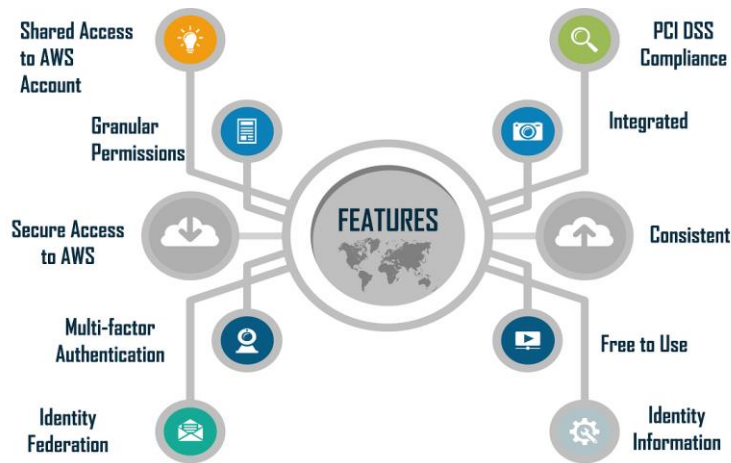 Shared Access
to AWS
Account
Granular
Permissions
Secure Access
to AWS
Multi-factor
Authentication
Identity
Federation
FEATURES
PCI DSS
Compliance
Integrated
Consistent
Free to Use
Identity
Information